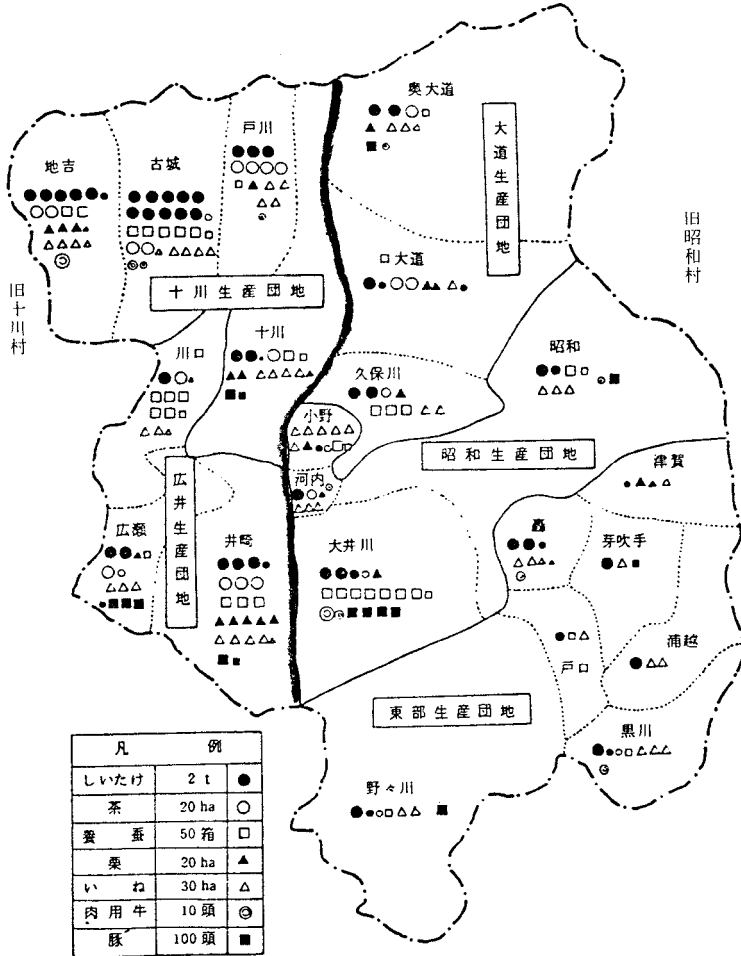 奥大道
大道生産団地
戸川
地吉
古城
旧昭和村
口大道
十川生産団地
旧十川村
十川
川口
久保川
昭和
小野
昭和生産団地
津賀
河内
広井生産団地
広瀬
井崎
大井川
芽吹手
戸口
浦越
東部生産団地
黒川
野々川
凡例
しいたけ 2 t ●
茶 20 ha ○
養蚕 50 箱 □
栗 20 ha ▲
いね 30 ha △
肉用牛 10 頭 ◎
豚 100 頭 ■